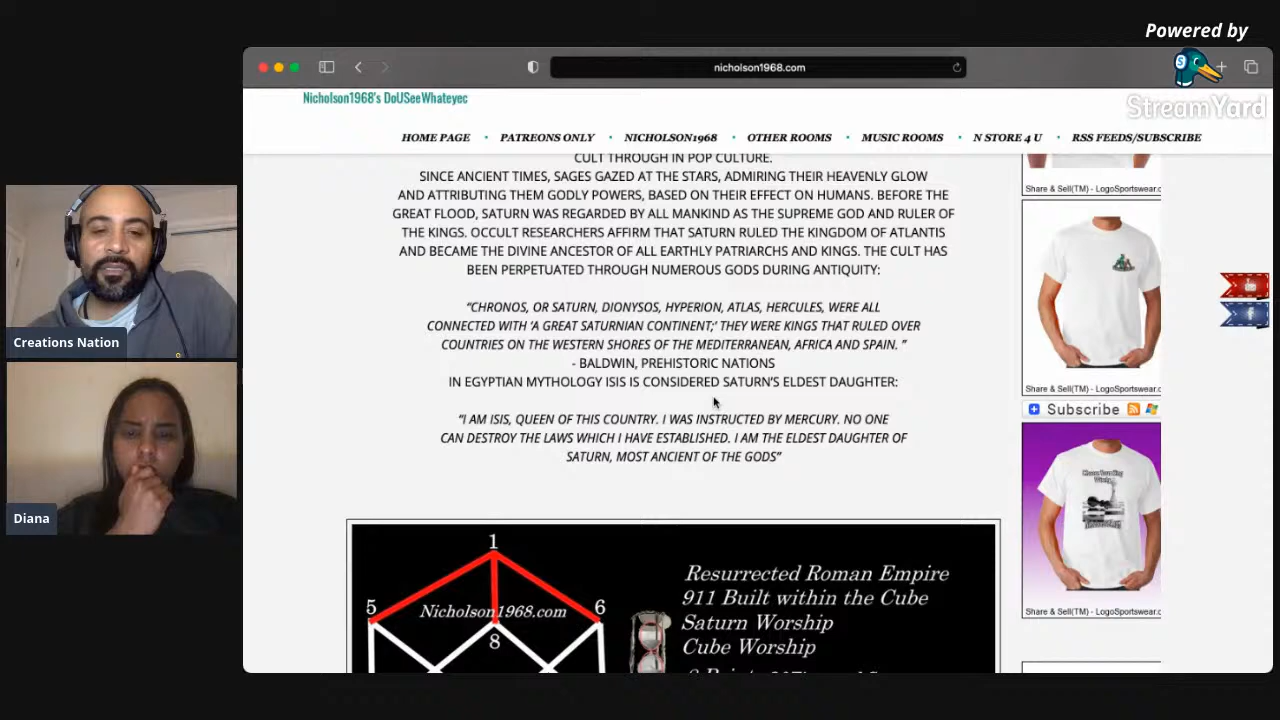 Powered by
StreamYard
nicholson1968.com
Nicholson1968's DoUSeeWhateyec
HOME PAGE • PATREONS ONLY • NICHOLSON1968 • OTHER ROOMS • MUSIC ROOMS • N STORE 4 U • RSS FEEDS/SUBSCRIBE
CULT THROUGH IN POP CULTURE.
SINCE ANCIENT TIMES, SAGES GAZED AT THE STARS, ADMIRING THEIR HEAVENLY GLOW
AND ATTRIBUTING THEM GODLY POWERS, BASED ON THEIR EFFECT ON HUMANS. BEFORE THE
GREAT FLOOD, SATURN WAS REGARDED BY ALL MANKIND AS THE SUPREME GOD AND RULER OF
THE KINGS. OCCULT RESEARCHERS AFFIRM THAT SATURN RULED THE KINGDOM OF ATLANTIS
AND BECAME THE DIVINE ANCESTOR OF ALL EARTHLY PATRIARCHS AND KINGS. THE CULT HAS
BEEN PERPETUATED THROUGH NUMEROUS GODS DURING ANTIQUITY:
“CHRONOS, OR SATURN, DIONYSOS, HYPERION, ATLAS, HERCULES, WERE ALL
CONNECTED WITH ‘A GREAT SATURNIAN CONTINENT;’ THEY WERE KINGS THAT RULED OVER
COUNTRIES ON THE WESTERN SHORES OF THE MEDITERRANEAN, AFRICA AND SPAIN. ”
- BALDWIN, PREHISTORIC NATIONS
IN EGYPTIAN MYTHOLOGY ISIS IS CONSIDERED SATURN’S ELDEST DAUGHTER:
“I AM ISIS, QUEEN OF THIS COUNTRY. I WAS INSTRUCTED BY MERCURY. NO ONE
CAN DESTROY THE LAWS WHICH I HAVE ESTABLISHED. I AM THE ELDEST DAUGHTER OF
SATURN, MOST ANCIENT OF THE GODS”
1
5
6
8
Nicholson1968.com
Resurrected Roman Empire
911 Built within the Cube
Saturn Worship
Cube Worship
Share & Sell(TM) - LogoSportswear.c
Share & Sell(TM) - LogoSportswear.c
Subscribe
Share & Sell(TM) - LogoSportswear.c
Creations Nation
Diana